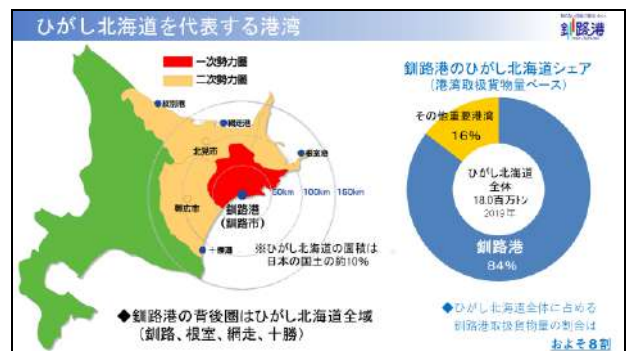 ひがし北海道を代表する港湾
釧路港
一次勢力圏
二次勢力圏
紋別港
網走港
北見市
根室港
帯広市
50km 100km 150km
釧路港
(釧路市)
十勝港
※ひがし北海道の面積は
日本の国土の約10%
◆釧路港の背後圏はひがし北海道全域
(釧路、根室、網走、十勝)
釧路港のひがし北海道シェア
(港湾取扱貨物量ベース)
その他重要港湾
16%
ひがし北海道
全体
18.0百万トン
2019年
釧路港
84%
◆ひがし北海道全体に占める
釧路港取扱貨物量の割合は
およそ8割